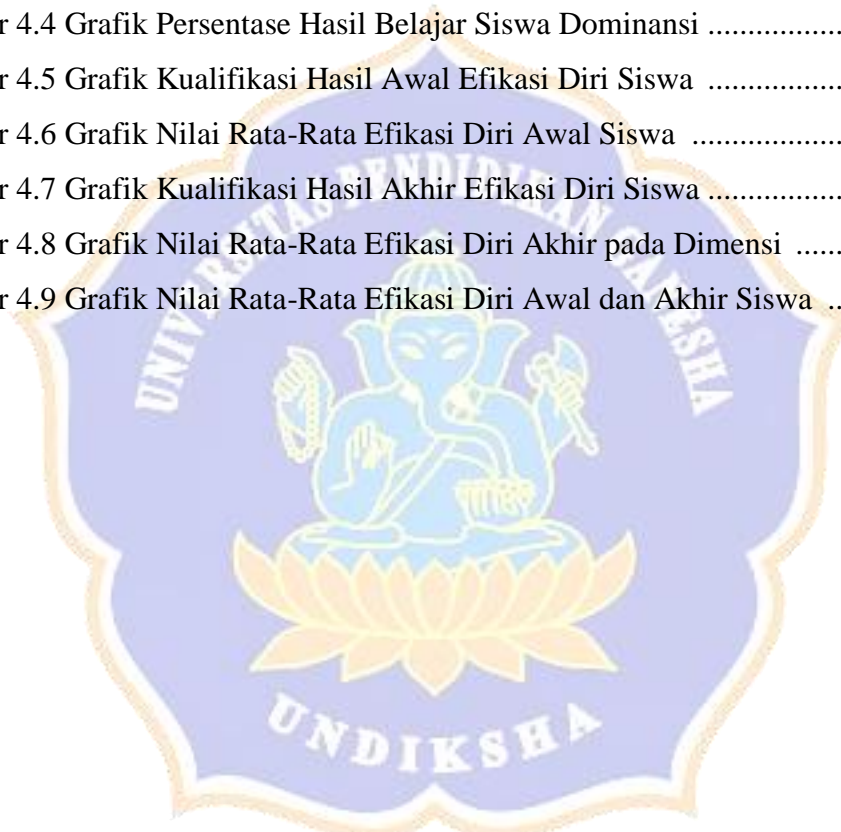 r 4.4 Grafik Persentase Hasil Belajar Siswa Dominansi .................
r 4.5 Grafik Kualifikasi Hasil Awal Efikasi Diri Siswa .................
r 4.6 Grafik Nilai Rata-Rata Efikasi Diri Awal Siswa ..................
r 4.7 Grafik Kualifikasi Hasil Akhir Efikasi Diri Siswa .................
r 4.8 Grafik Nilai Rata-Rata Efikasi Diri Akhir pada Dimensi ......
r 4.9 Grafik Nilai Rata-Rata Efikasi Diri Awal dan Akhir Siswa ..
UNIVERSITAS PENDIDIKAN GANESHA
UNDIKSHA